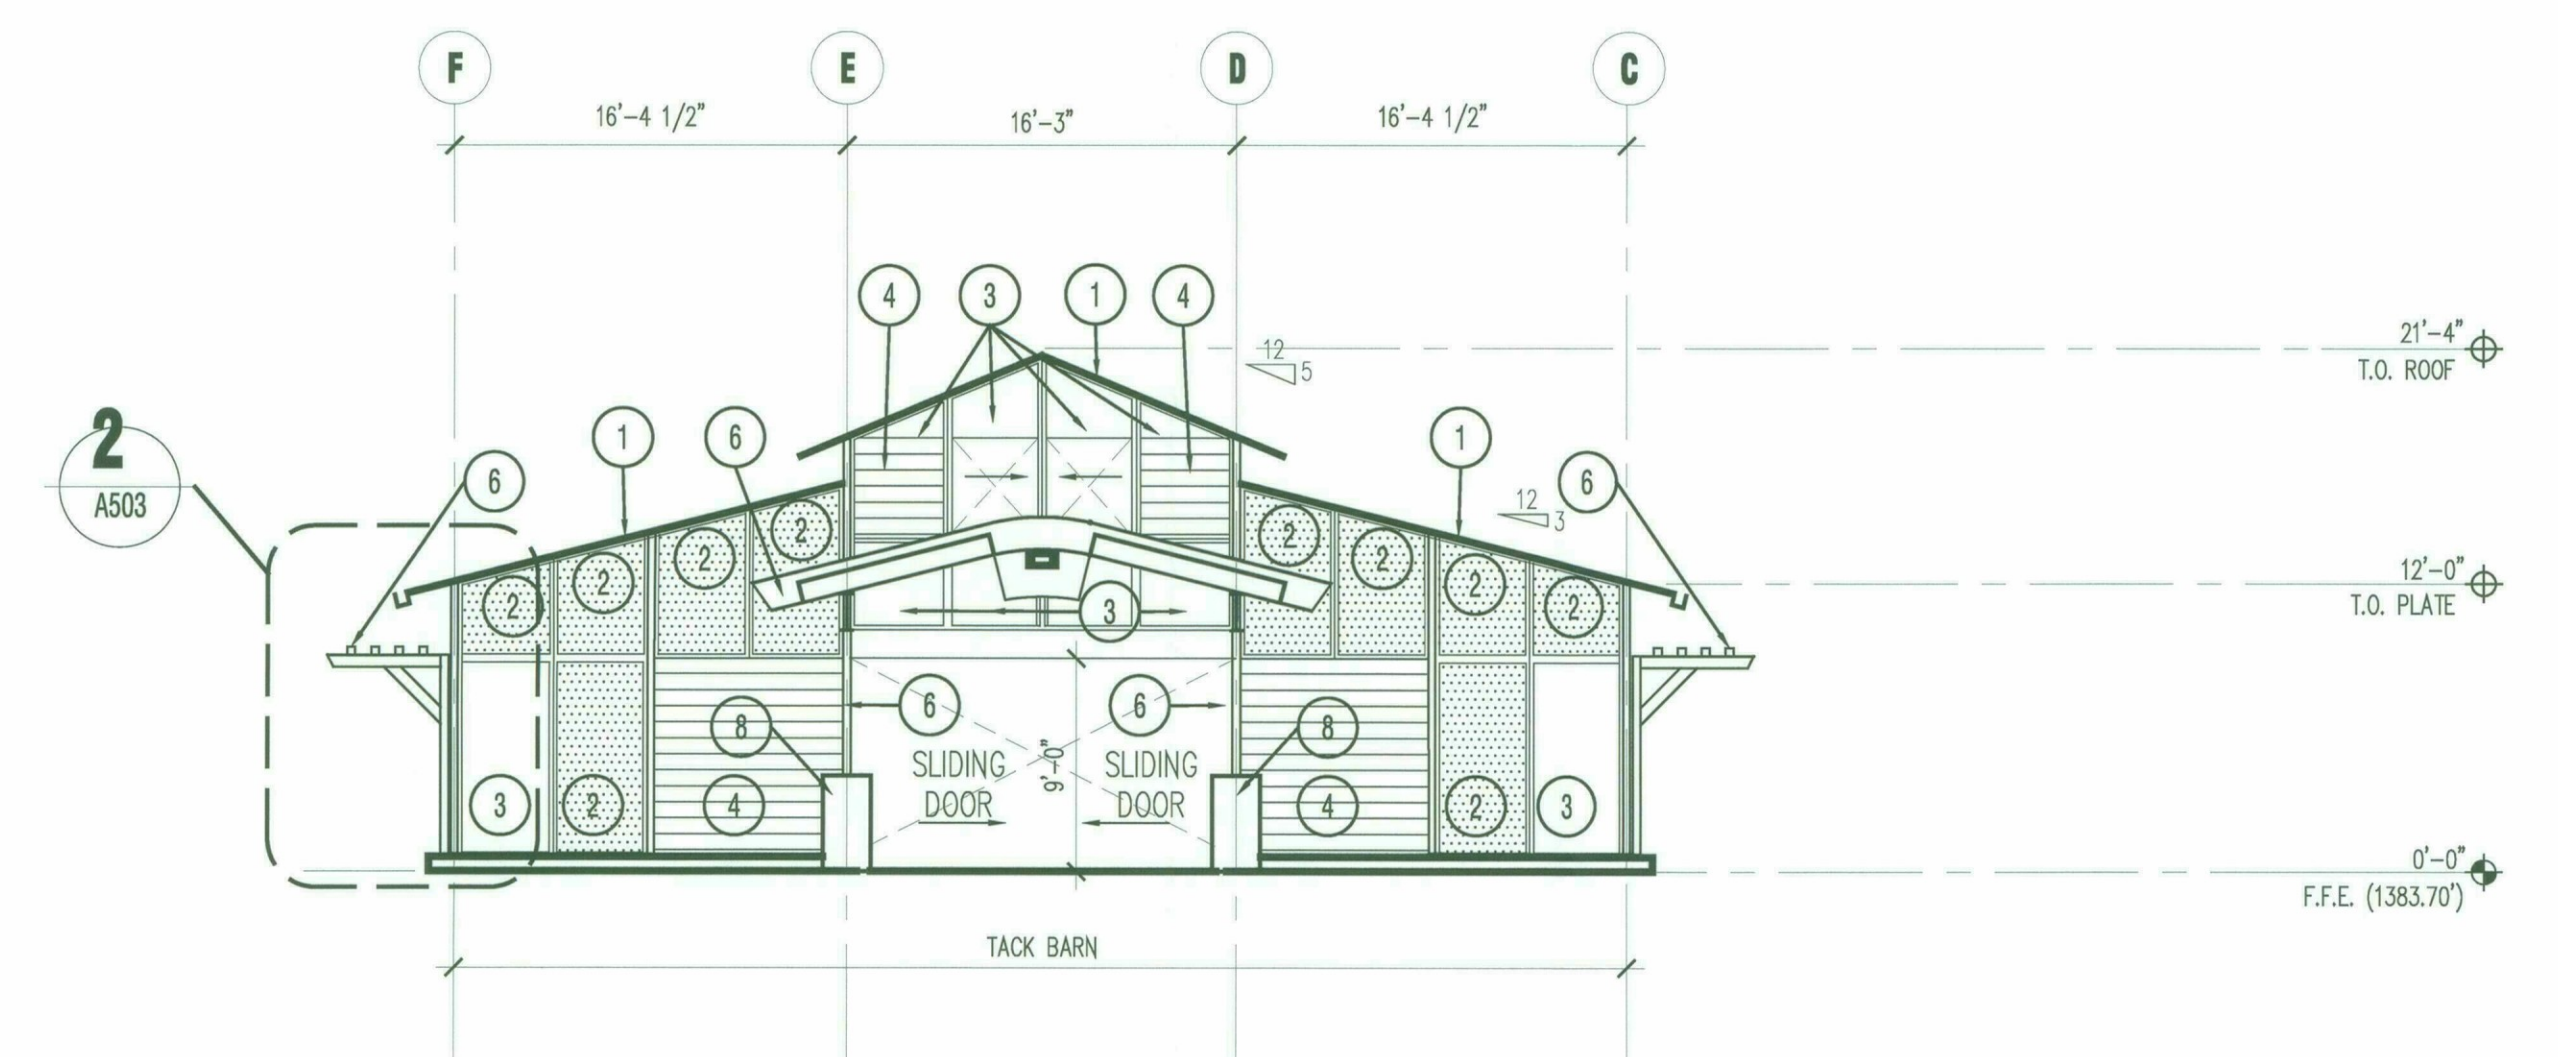 F E D C
16'-4 1/2" 16'-3" 16'-4 1/2"
4 3 1 4
21'-4"
T.O. ROOF
12
5
2
A503
6 1 6 1 6
12
3
2 2 2 2 2 2 2 2
12'-0"
T.O. PLATE
3
6 6
8 8
SLIDING
DOOR
9'-0"
SLIDING
DOOR
3 2 4 4 2 3
0'-0"
F.F.E. (1383.70')
TACK BARN